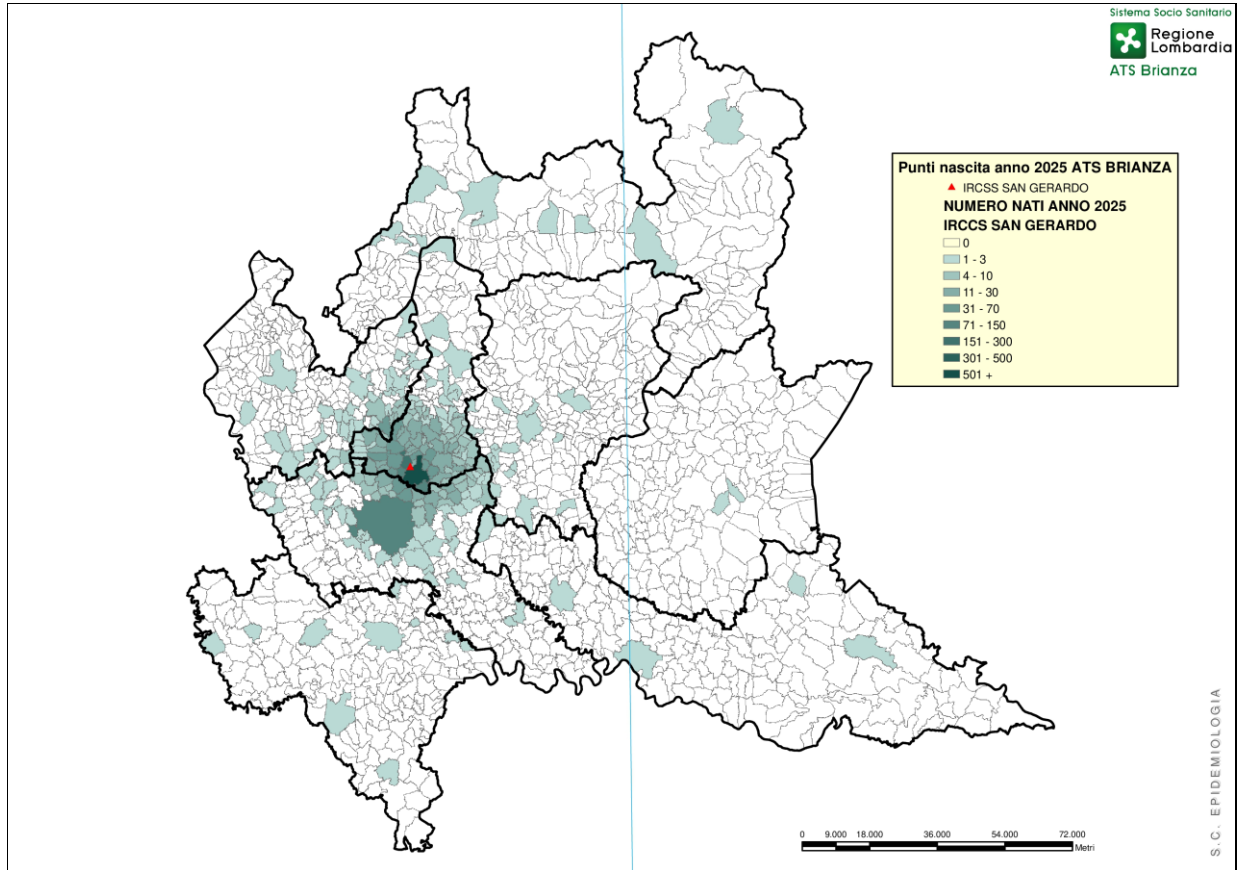 Sistema Socio Sanitario
Regione
Lombardia
ATS Brianza
Punti nascita anno 2025 ATS BRIANZA
IRCSS SAN GERARDO
NUMERO NATI ANNO 2025
IRCCS SAN GERARDO
0
1 - 3
4 - 10
11 - 30
31 - 70
71 - 150
151 - 300
301 - 500
501 +
0 9.000 18.000 36.000 54.000 72.000
Metri
S.C. EPIDEMIOLOGIA